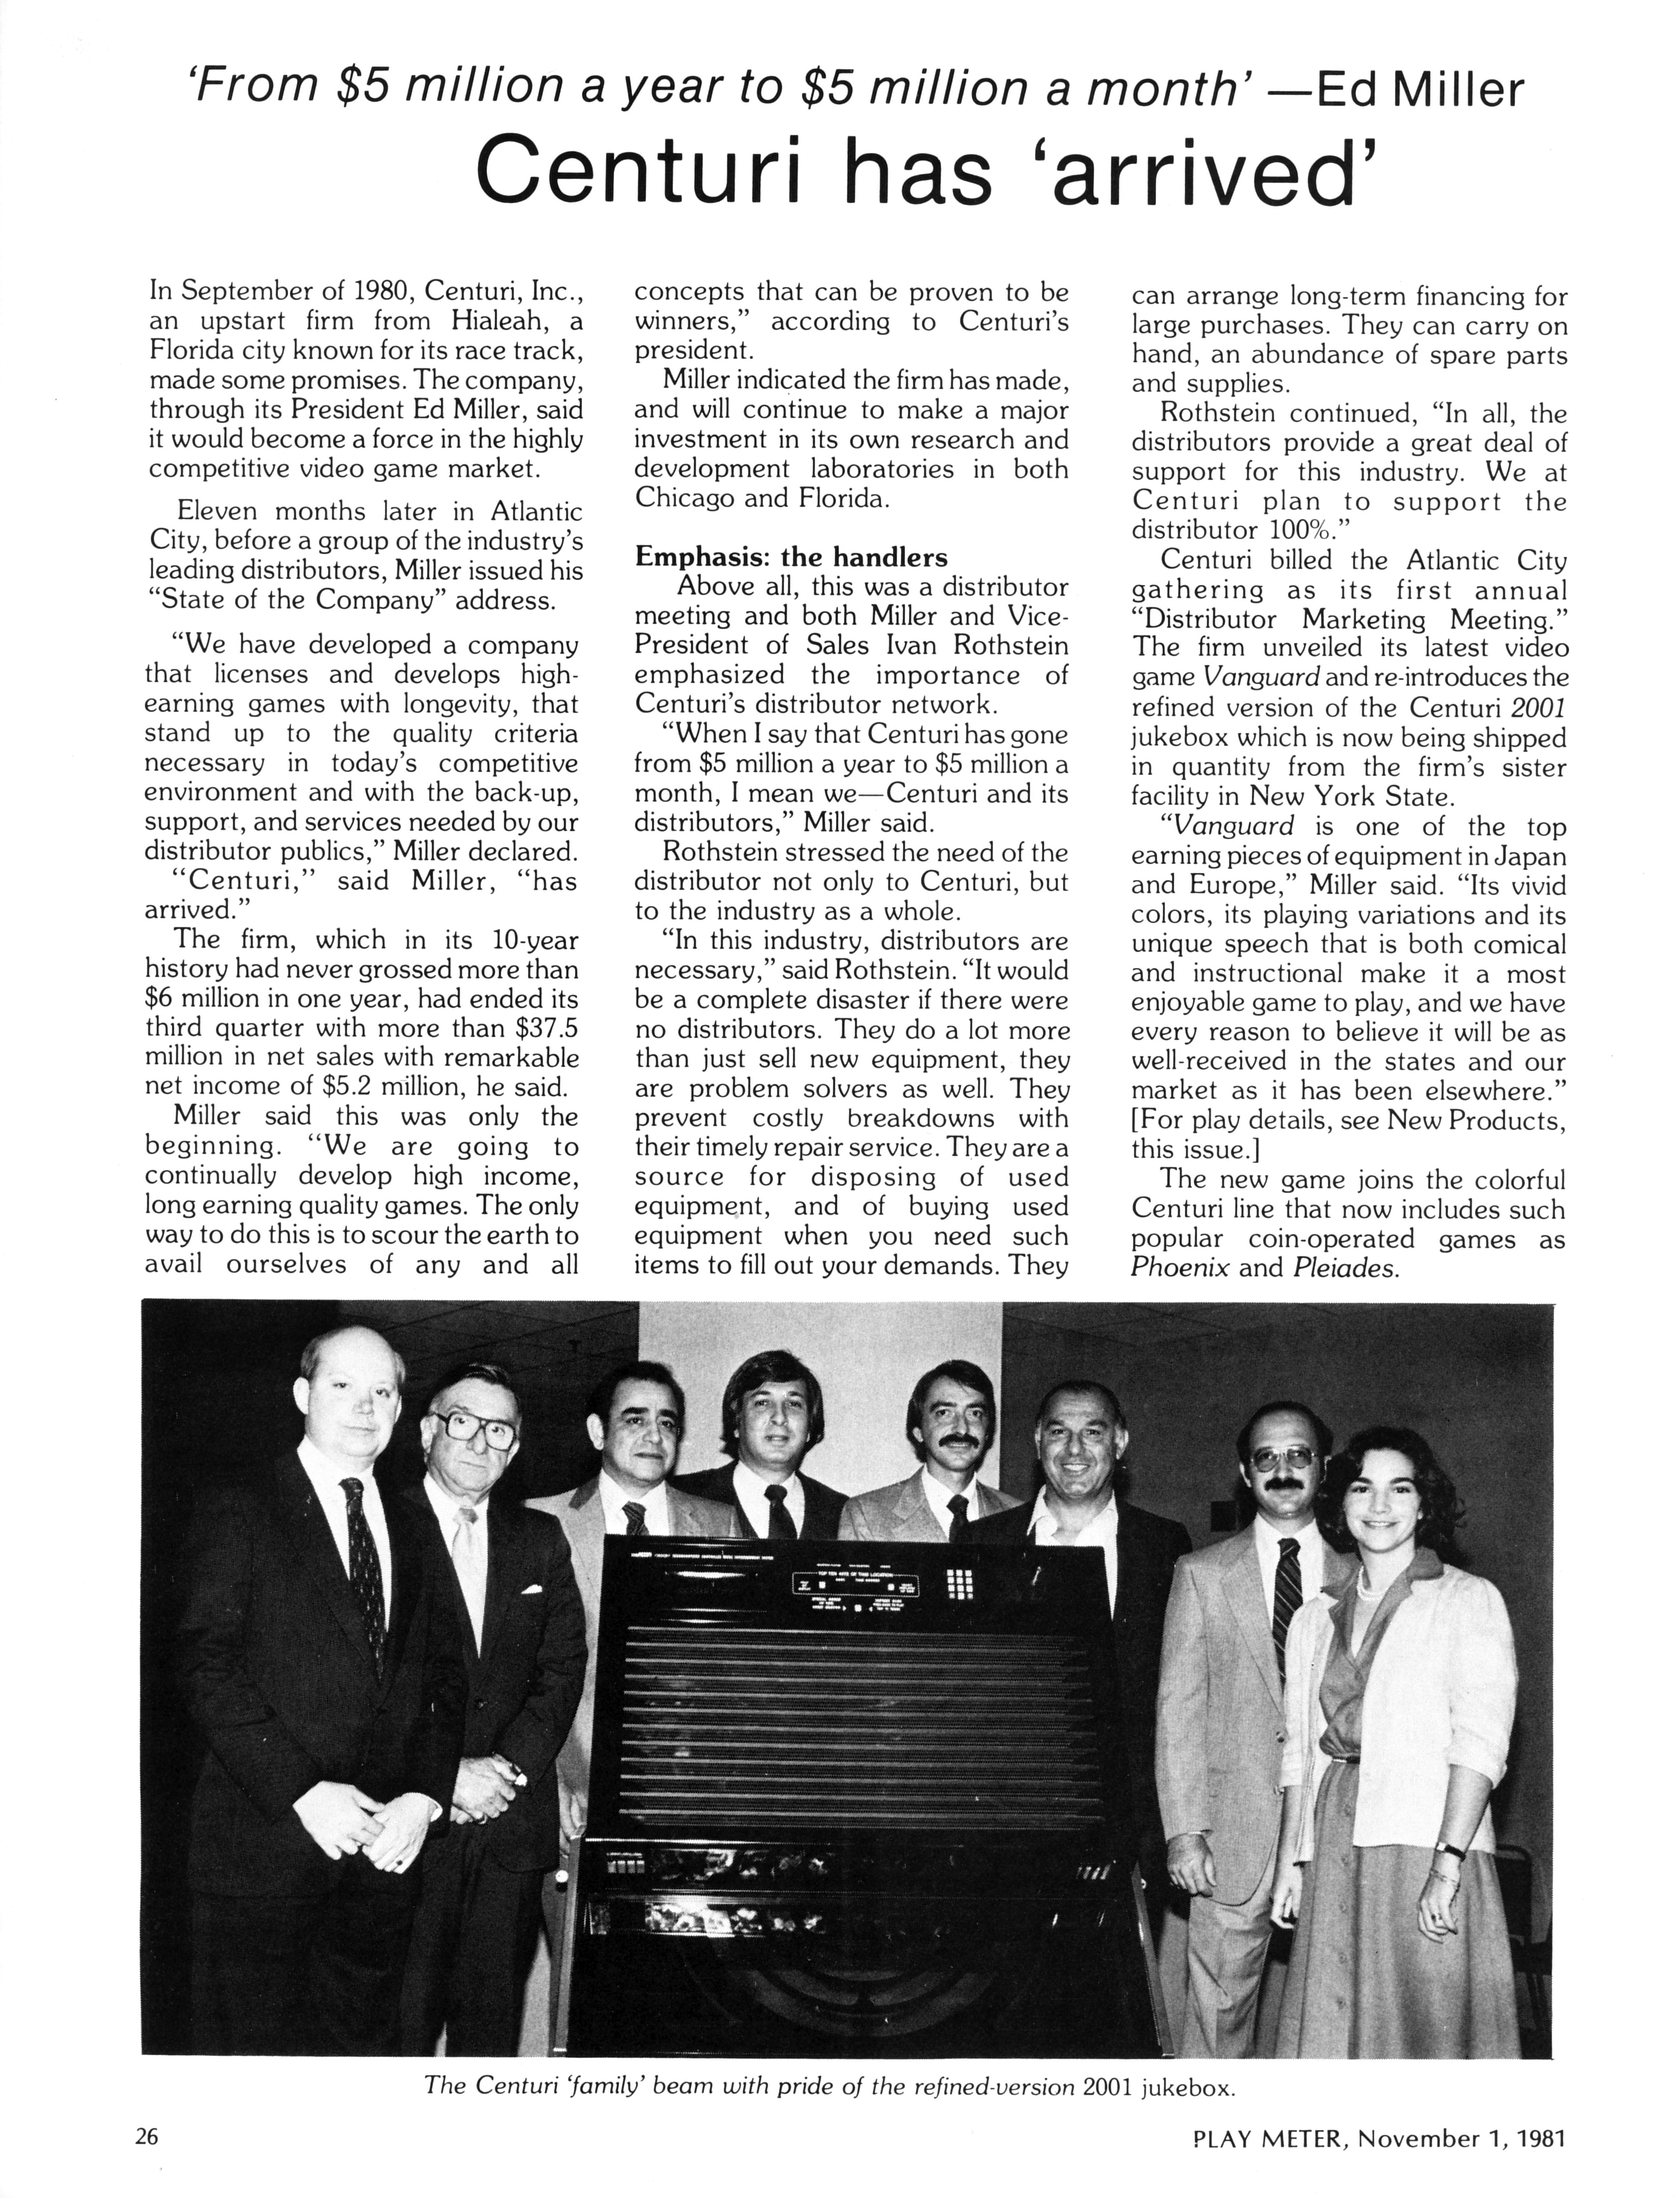 ‘From $5 million a year to $5 million a month’ —Ed Miller
Centuri has ‘arrived’
In September of 1980, Centuri, Inc.,
an upstart firm from Hialeah, a
Florida city known for its race track,
made some promises. The company,
through its President Ed Miller, said
it would become a force in the highly
competitive video game market.
Eleven months later in Atlantic
City, before a group of the industry’s
leading distributors, Miller issued his
“State of the Company” address.
“We have developed a company
that licenses and develops high-
earning games with longevity, that
stand up to the quality criteria
necessary in today’s competitive
environment and with the back-up,
support, and services needed by our
distributor publics,” Miller declared.
“Centuri,” said Miller, “has
arrived.”
The firm, which in its 10-year
history had never grossed more than
$6 million in one year, had ended its
third quarter with more than $37.5
million in net sales with remarkable
net income of $5.2 million, he said.
Miller said this was only the
beginning. “We are going to
continually develop high income,
long earning quality games. The only
way to do this is to scour the earth to
avail ourselves of any and all
concepts that can be proven to be
winners,” according to Centuri’s
president.
Miller indicated the firm has made,
and will continue to make a major
investment in its own research and
development laboratories in both
Chicago and Florida.
Emphasis: the handlers
Above all, this was a distributor
meeting and both Miller and Vice-
President of Sales Ivan Rothstein
emphasized the importance of
Centuri’s distributor network.
“When I say that Centuri has gone
from $5 million a year to $5 million a
month, I mean we—Centuri and its
distributors,” Miller said.
Rothstein stressed the need of the
distributor not only to Centuri, but
to the industry as a whole.
“In this industry, distributors are
necessary,” said Rothstein. “It would
be a complete disaster if there were
no distributors. They do a lot more
than just sell new equipment, they
are problem solvers as well. They
prevent costly breakdowns with
their timely repair service. They are a
source for disposing of used
equipment, and of buying used
equipment when you need such
items to fill out your demands. They
can arrange long-term financing for
large purchases. They can carry on
hand, an abundance of spare parts
and supplies.
Rothstein continued, “In all, the
distributors provide a great deal of
support for this industry. We at
Centuri plan to support the
distributor 100%.”
Centuri billed the Atlantic City
gathering as its first annual
“Distributor Marketing Meeting.”
The firm unveiled its latest video
game Vanguard and re-introduces the
refined version of the Centuri 2001
jukebox which is now being shipped
in quantity from the firm’s sister
facility in New York State.
“Vanguard is one of the top
earning pieces of equipment in Japan
and Europe,” Miller said. “Its vivid
colors, its playing variations and its
unique speech that is both comical
and instructional make it a most
enjoyable game to play, and we have
every reason to believe it will be as
well-received in the states and our
market as it has been elsewhere.”
[For play details, see New Products,
this issue.]
The new game joins the colorful
Centuri line that now includes such
popular coin-operated games as
Phoenix and Pleiades.
TOP TEN HITS OF THIS LOCATION
The Centuri ‘family’ beam with pride of the refined-version 2001 jukebox.
26
PLAY METER, November 1, 1981